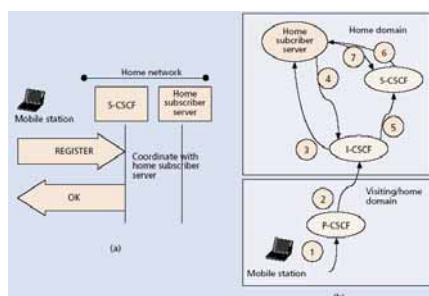 Home network
S-CSCF
Home
subscriber
server
Mobile station
REGISTER
Coordinate with
home subscriber
server
OK
(a)
Home
subcriber
server
Home domain
7
6
S-CSCF
4
3
5
I-CSCF
2
Visiting/home
domain
P-CSCF
1
Mobile station